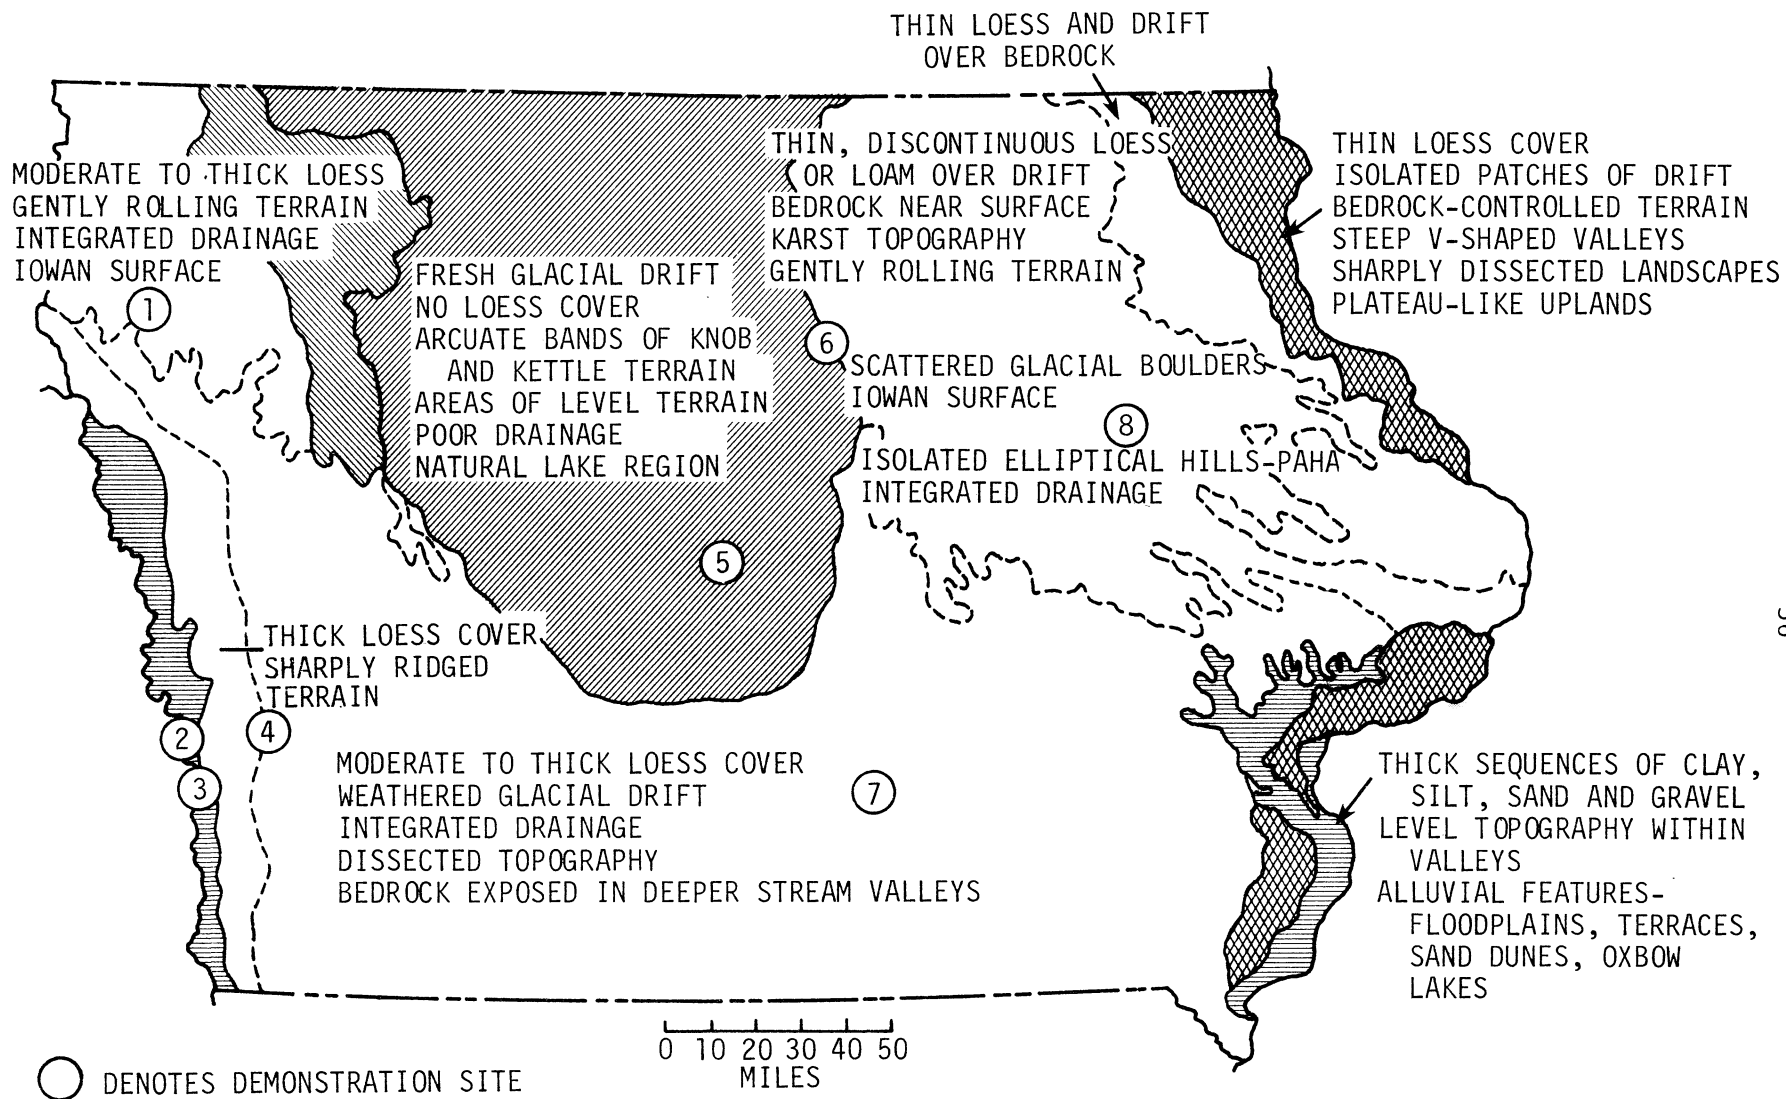 THIN LOESS AND DRIFT
OVER BEDROCK
MODERATE TO THICK LOESS
GENTLY ROLLING TERRAIN
INTEGRATED DRAINAGE
IOWAN SURFACE
1
FRESH GLACIAL DRIFT
NO LOESS COVER
ARCUATE BANDS OF KNOB
AND KETTLE TERRAIN
AREAS OF LEVEL TERRAIN
POOR DRAINAGE
NATURAL LAKE REGION
5
THIN, DISCONTINUOUS LOESS
OR LOAM OVER DRIFT
BEDROCK NEAR SURFACE
KARST TOPOGRAPHY
GENTLY ROLLING TERRAIN
6
SCATTERED GLACIAL BOULDERS
IOWAN SURFACE
8
ISOLATED ELLIPTICAL HILLS-PAHA
INTEGRATED DRAINAGE
THIN LOESS COVER
ISOLATED PATCHES OF DRIFT
BEDROCK-CONTROLLED TERRAIN
STEEP V-SHAPED VALLEYS
SHARPLY DISSECTED LANDSCAPES
PLATEAU-LIKE UPLANDS
THICK LOESS COVER
SHARPLY RIDGED
TERRAIN
2
4
3
MODERATE TO THICK LOESS COVER
WEATHERED GLACIAL DRIFT
INTEGRATED DRAINAGE
DISSECTED TOPOGRAPHY
BEDROCK EXPOSED IN DEEPER STREAM VALLEYS
7
THICK SEQUENCES OF CLAY,
SILT, SAND AND GRAVEL
LEVEL TOPOGRAPHY WITHIN
VALLEYS
ALLUVIAL FEATURES-
FLOODPLAINS, TERRACES,
SAND DUNES, OXBOW
LAKES
0 10 20 30 40 50
MILES
DENOTES DEMONSTRATION SITE